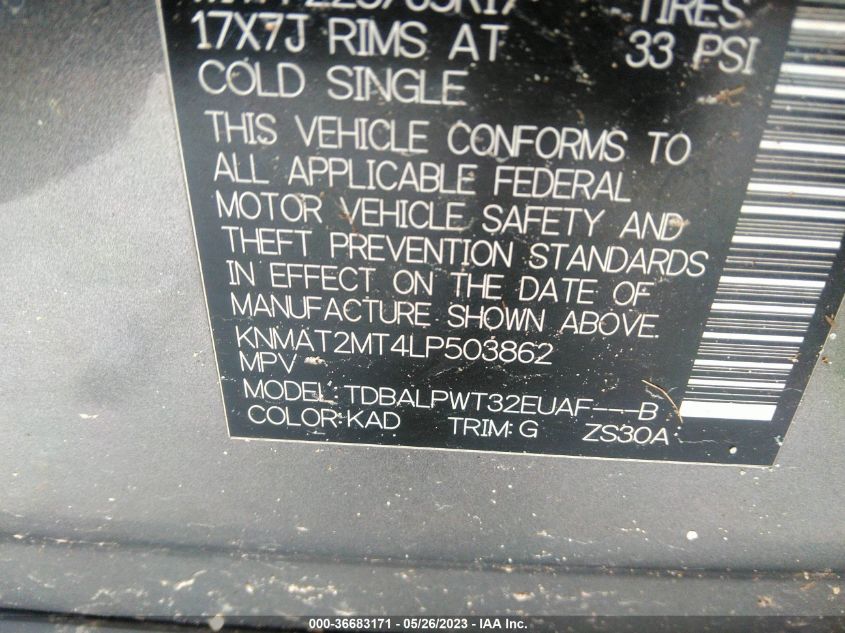 TIRES
17X7J RIMS AT 33 PSI
COLD SINGLE
THIS VEHICLE CONFORMS TO
ALL APPLICABLE FEDERAL
MOTOR VEHICLE SAFETY AND
THEFT PREVENTION STANDARDS
IN EFFECT ON THE DATE OF
MANUFACTURE SHOWN ABOVE.
KNMAT2MT4LP503862
MPV
MODEL: TDBALPWT32EUAF---B
COLOR:KAD TRIM:G ZS30A
000-36683171 — 05/26/2023 — © IAA Inc.